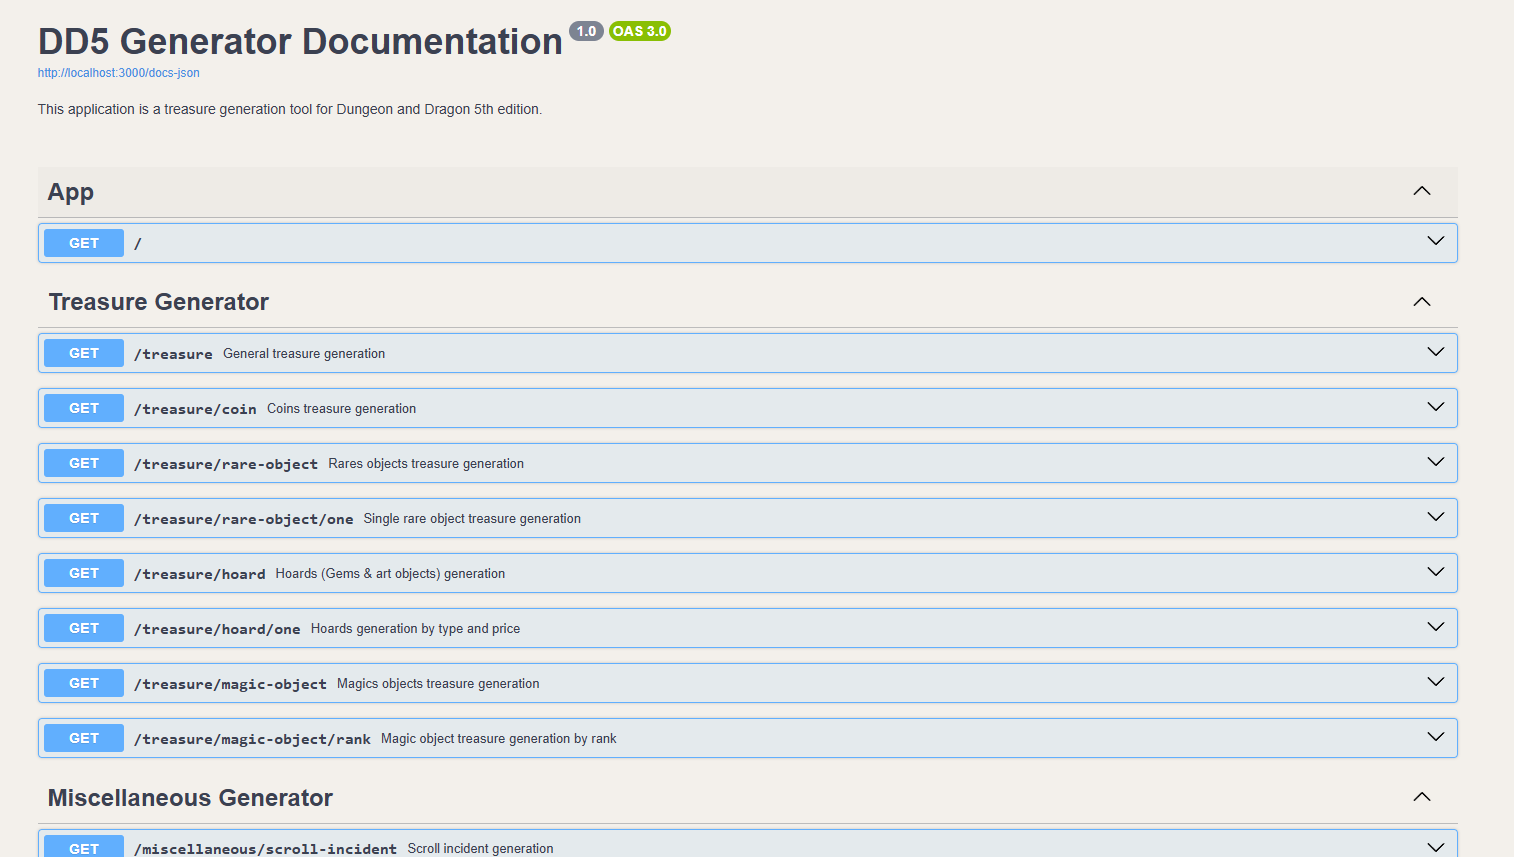 DD5 Generator Documentation 1.0 OAS 3.0
http://localhost:3000/docs-json
This application is a treasure generation tool for Dungeon and Dragon 5th edition.
App
GET /
Treasure Generator
GET /treasure General treasure generation
GET /treasure/coin Coins treasure generation
GET /treasure/rare-object Rares objects treasure generation
GET /treasure/rare-object/one Single rare object treasure generation
GET /treasure/hoard Hoards (Gems & art objects) generation
GET /treasure/hoard/one Hoards generation by type and price
GET /treasure/magic-object Magics objects treasure generation
GET /treasure/magic-object/rank Magic object treasure generation by rank
Miscellaneous Generator
GET /miscellaneous/scroll-incident Scroll incident generation